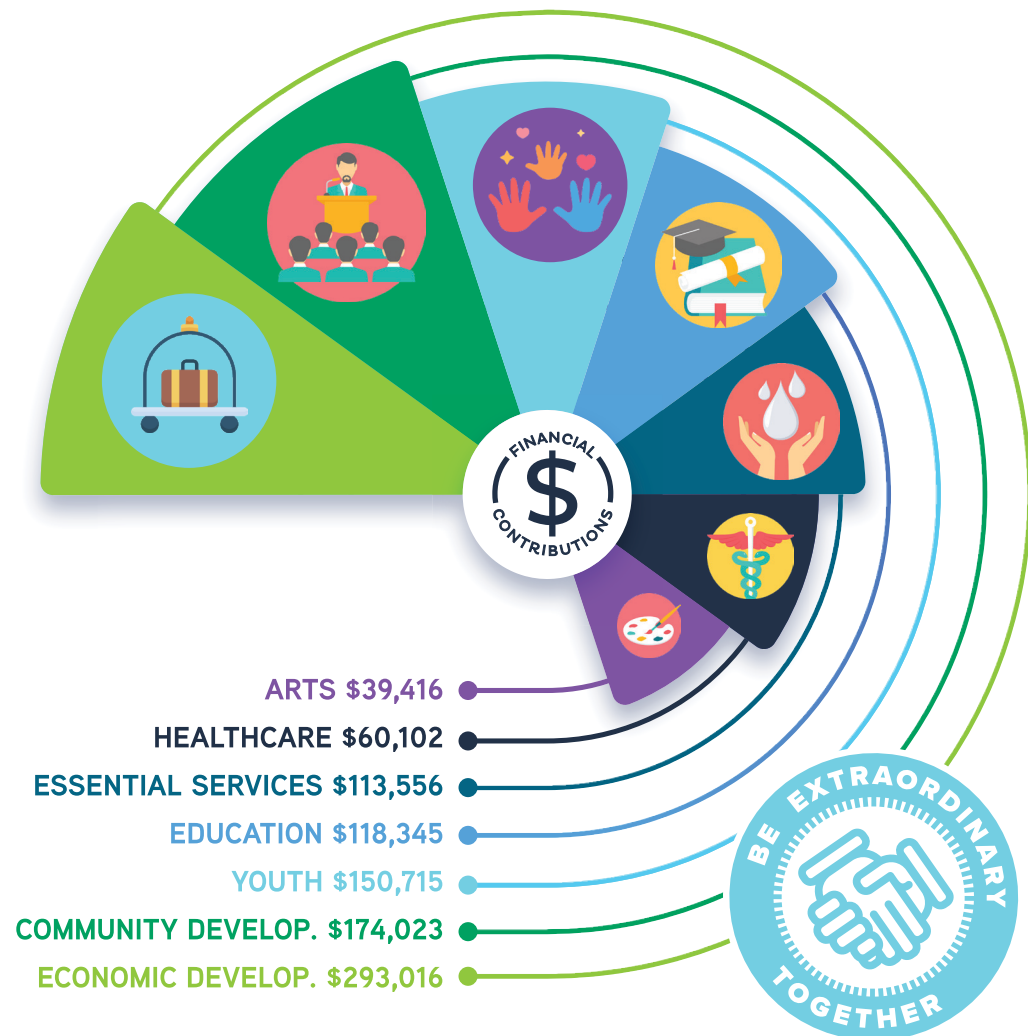 FINANCIAL
$
CONTRIBUTIONS
ARTS $39,416
HEALTHCARE $60,102
ESSENTIAL SERVICES $113,556
EDUCATION $118,345
YOUTH $150,715
COMMUNITY DEVELOP. $174,023
ECONOMIC DEVELOP. $293,016
BE EXTRAORDINARY
TOGETHER